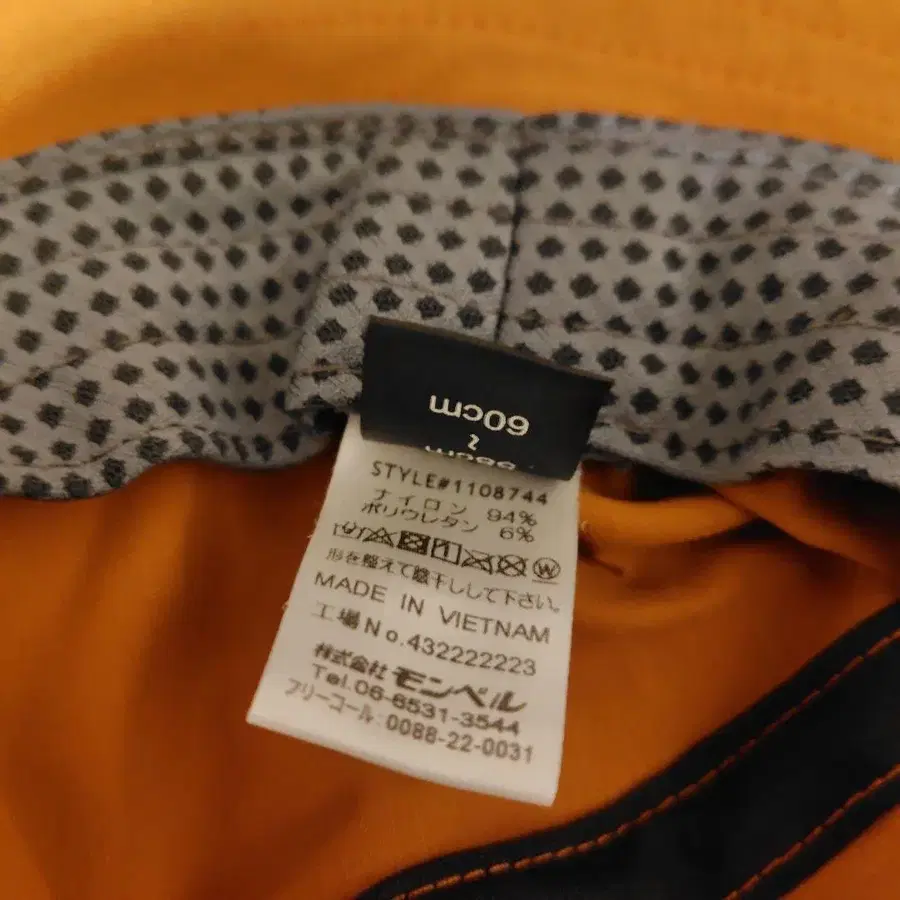 60cm
~
STYLE#1108744
ナイロン 94%
ポリウレタン 6%
形を整えて陰干しして下さい。
MADE IN VIETNAM
工場No.432222223
株式会社 モンベル
Tel.06-6531-3544
フリーコール:0088-22-0031